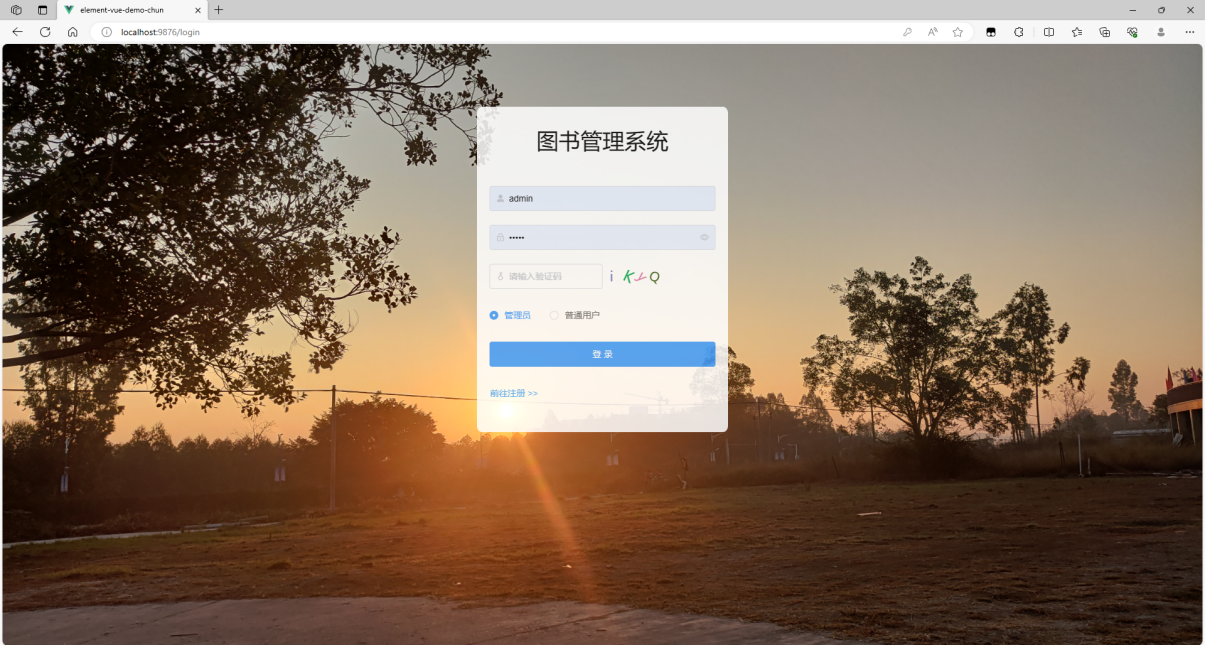 element-vue-demo-chun
localhost:9876/login
图书管理系统
admin
•••••
请输入验证码
i K Y Q
管理员 普通用户
登 录
前往注册 >>